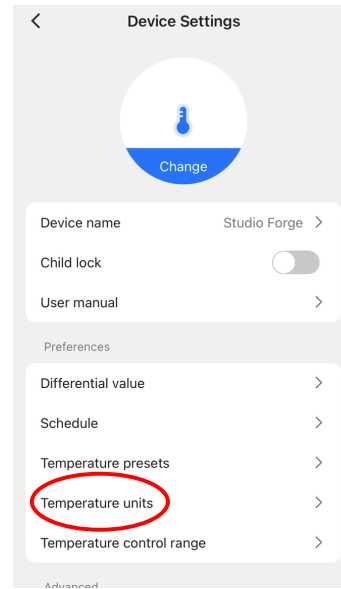 Device Settings
Change
Device name Studio Forge
Child lock
User manual
Preferences
Differential value
Schedule
Temperature presets
Temperature units
Temperature control range
Advanced